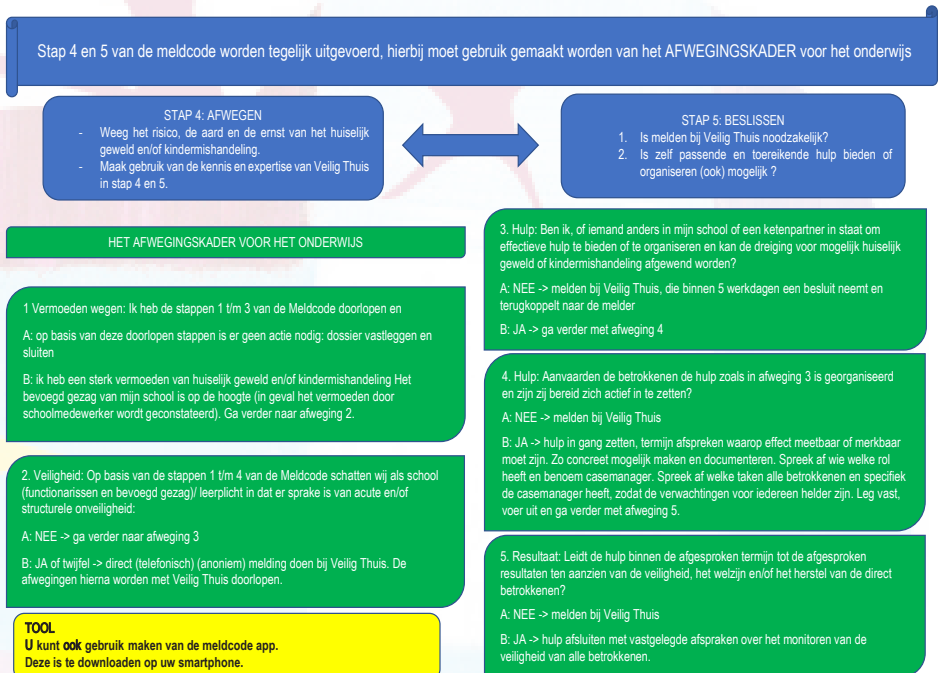 Stap 4 en 5 van de meldcode worden tegelijk uitgevoerd, hierbij moet gebruik gemaakt worden van het AFWEGINGSKADER voor het onderwijs
STAP 4: AFWEGEN
- Weeg het risico, de aard en de ernst van het huiselijk
geweld en/of kindermishandeling.
- Maak gebruik van de kennis en expertise van Veilig Thuis
in stap 4 en 5.
STAP 5: BESLISSEN
1. Is melden bij Veilig Thuis noodzakelijk?
2. Is zelf passende en toereikende hulp bieden of
organiseren (ook) mogelijk ?
HET AFWEGINGSKADER VOOR HET ONDERWIJS
1 Vermoeden wegen: Ik heb de stappen 1 t/m 3 van de Meldcode doorlopen en
A: op basis van deze doorlopen stappen is er geen actie nodig: dossier vastleggen en
sluiten
B: ik heb een sterk vermoeden van huiselijk geweld en/of kindermishandeling Het
bevoegd gezag van mijn school is op de hoogte (in geval het vermoeden door
schoolmedewerker wordt geconstateerd). Ga verder naar afweging 2.
2. Veiligheid: Op basis van de stappen 1 t/m 4 van de Meldcode schatten wij als school
(functionarissen en bevoegd gezag)/ leerplicht in dat er sprake is van acute en/of
structurele onveiligheid:
A: NEE -> ga verder naar afweging 3
B: JA of twijfel -> direct (telefonisch) (anoniem) melding doen bij Veilig Thuis. De
afwegingen hierna worden met Veilig Thuis doorlopen.
TOOL
U kunt ook gebruik maken van de meldcode app.
Deze is te downloaden op uw smartphone.
3. Hulp: Ben ik, of iemand anders in mijn school of een ketenpartner in staat om
effectieve hulp te bieden of te organiseren en kan de dreiging voor mogelijk huiselijk
geweld of kindermishandeling afgewend worden?
A: NEE -> melden bij Veilig Thuis, die binnen 5 werkdagen een besluit neemt en
terugkoppelt naar de melder
B: JA -> ga verder met afweging 4
4. Hulp: Aanvaarden de betrokkenen de hulp zoals in afweging 3 is georganiseerd
en zijn zij bereid zich actief in te zetten?
A: NEE -> melden bij Veilig Thuis
B: JA -> hulp in gang zetten, termijn afspreken waarop effect meetbaar of merkbaar
moet zijn. Zo concreet mogelijk maken en documenteren. Spreek af wie welke rol
heeft en benoem casemanager. Spreek af welke taken alle betrokkenen en specifiek
de casemanager heeft, zodat de verwachtingen voor iedereen helder zijn. Leg vast,
voer uit en ga verder met afweging 5.
5. Resultaat: Leidt de hulp binnen de afgesproken termijn tot de afgesproken
resultaten ten aanzien van de veiligheid, het welzijn en/of het herstel van de direct
betrokkenen?
A: NEE -> melden bij Veilig Thuis
B: JA -> hulp afsluiten met vastgelegde afspraken over het monitoren van de
veiligheid van alle betrokkenen.